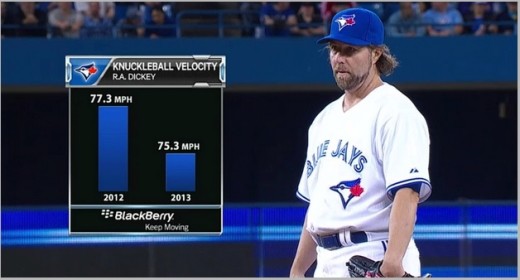 KNUCKLEBALL VELOCITY
R.A. DICKEY
77.3 MPH
75.3 MPH
2012
2013
BlackBerry
Keep Moving
BLUE JAYS